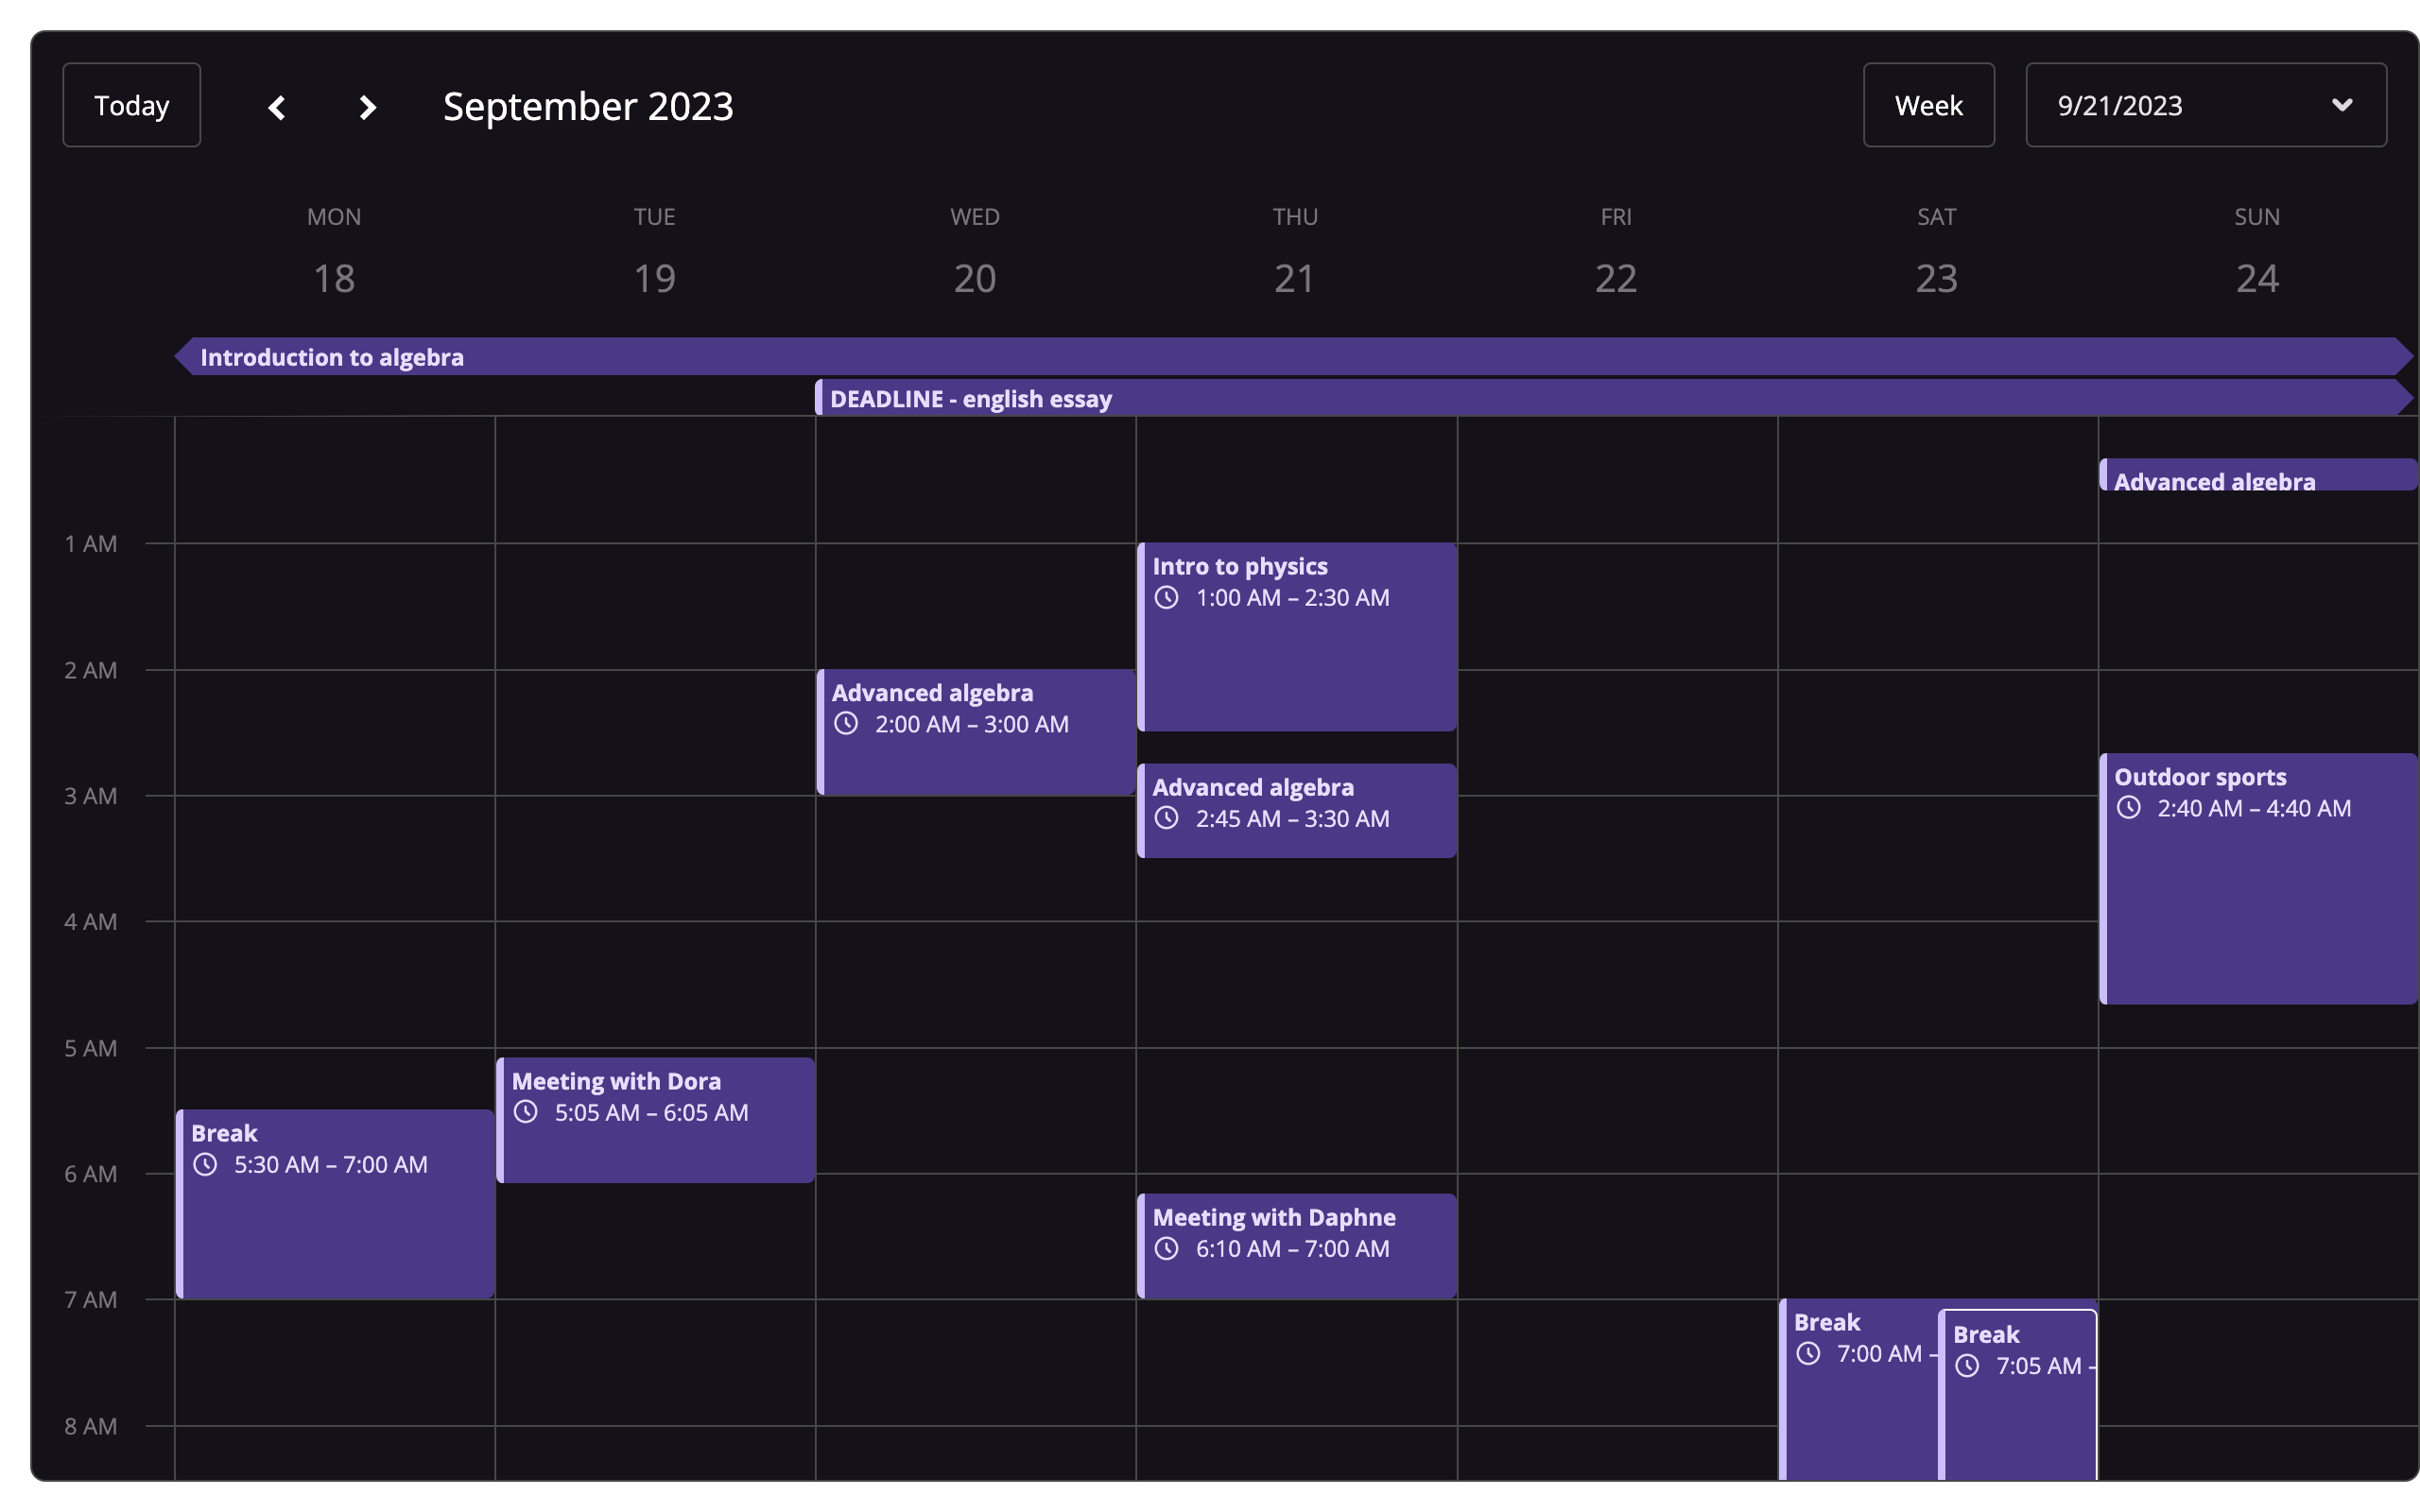 Today
September 2023
Week
9/21/2023
MON TUE WED THU FRI SAT SUN
18 19 20 21 22 23 24
Introduction to algebra
DEADLINE - english essay
Advanced algebra
1 AM
Intro to physics
1:00 AM – 2:30 AM
2 AM
Advanced algebra
2:00 AM – 3:00 AM
Outdoor sports
2:40 AM – 4:40 AM
3 AM
Advanced algebra
2:45 AM – 3:30 AM
4 AM
5 AM
Meeting with Dora
5:05 AM – 6:05 AM
Break
5:30 AM – 7:00 AM
6 AM
Meeting with Daphne
6:10 AM – 7:00 AM
7 AM
Break
7:00 AM –
Break
7:05 AM –
8 AM